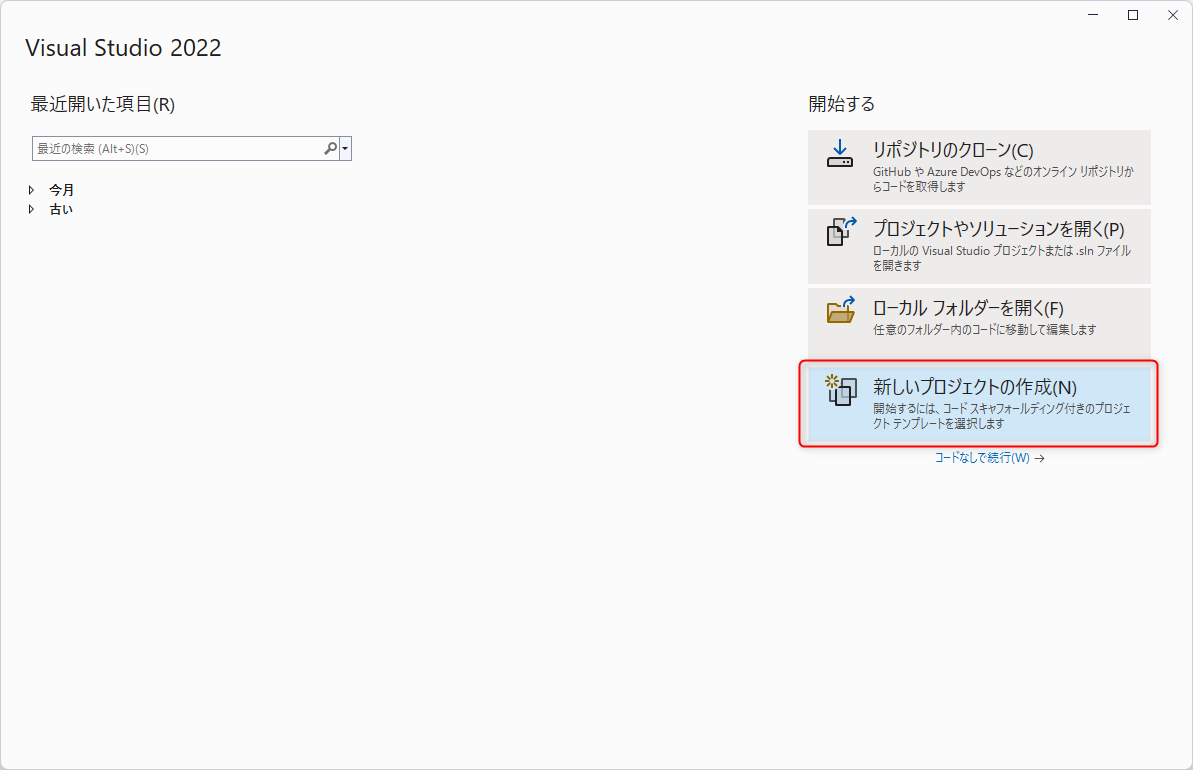 Visual Studio 2022
最近開いた項目(R)
最近の検索 (Alt+S)(S)
今月
古い
開始する
リポジトリのクローン(C)
GitHub や Azure DevOps などのオンライン リポジトリか
らコードを取得します
プロジェクトやソリューションを開く(P)
ローカルの Visual Studio プロジェクトまたは .sln ファイル
を開きます
ローカル フォルダーを開く(F)
任意のフォルダー内のコードに移動して編集します
新しいプロジェクトの作成(N)
開始するには、コード スキャフォールディング付きのプロジェ
クト テンプレートを選択します
コードなしで続行(W) →